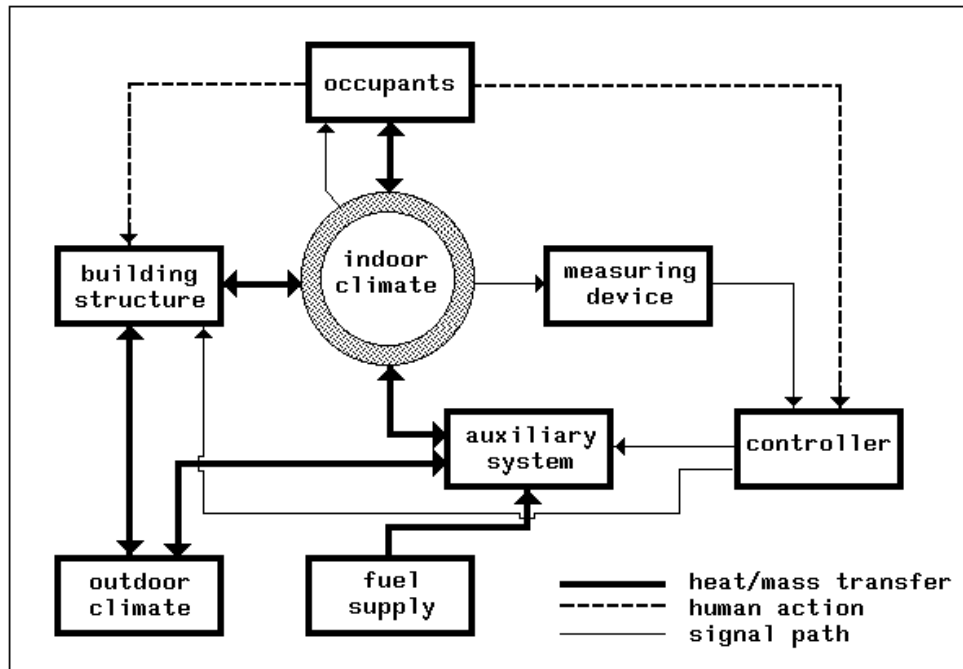 occupants
building
structure
indoor
climate
measuring
device
auxiliary
system
controller
outdoor
climate
fuel
supply
heat/mass transfer
human action
signal path